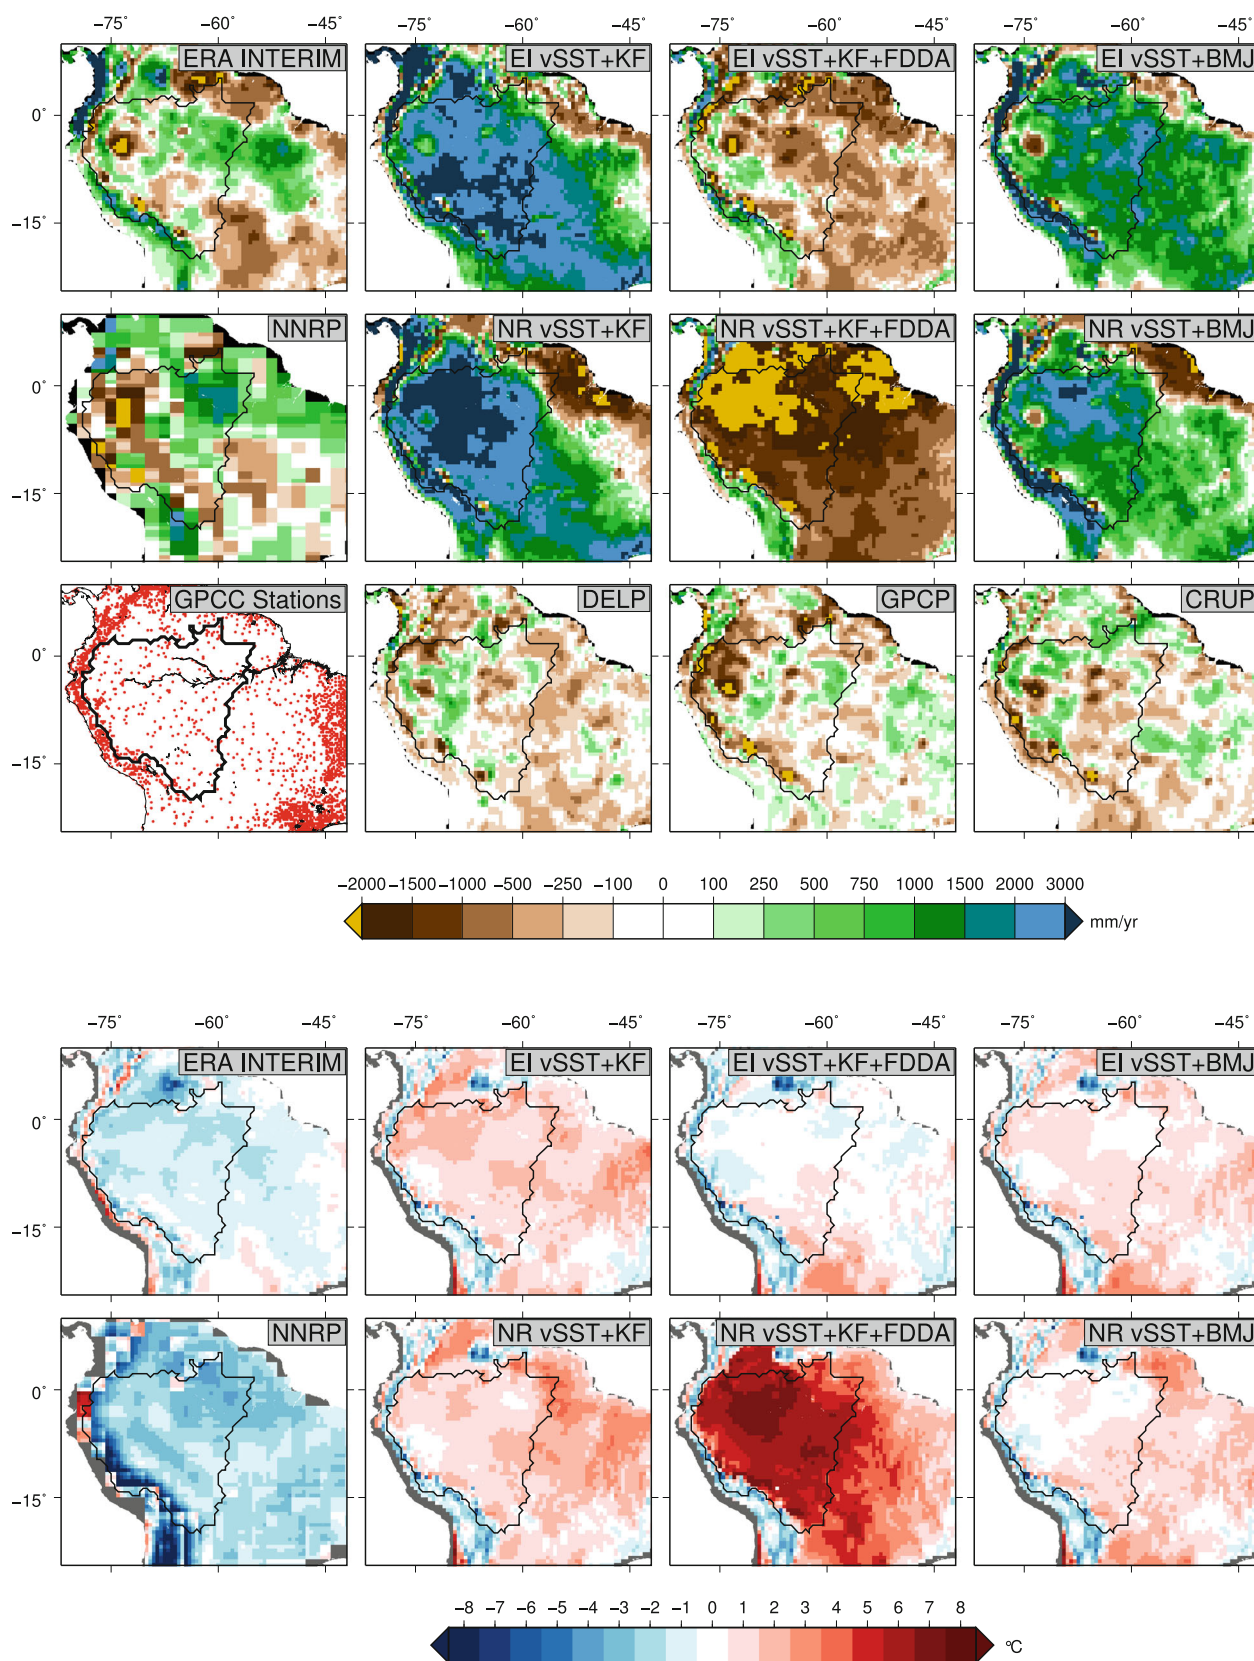 −75° −60° −45° −75° −60° −45° −75° −60° −45° −75° −60° −45°
ERA INTERIM EI vSST+KF EI vSST+KF+FDDA EI vSST+BMJ
0°
−15°
NNRP NR vSST+KF NR vSST+KF+FDDA NR vSST+BMJ
0°
−15°
GPCC Stations DELP GPCP CRUP
0°
−15°
−2000 −1500 −1000 −500 −250 −100 0 100 250 500 750 1000 1500 2000 3000
mm/yr
−75° −60° −45° −75° −60° −45° −75° −60° −45° −75° −60° −45°
ERA INTERIM EI vSST+KF EI vSST+KF+FDDA EI vSST+BMJ
0°
−15°
NNRP NR vSST+KF NR vSST+KF+FDDA NR vSST+BMJ
0°
−15°
−8 −7 −6 −5 −4 −3 −2 −1 0 1 2 3 4 5 6 7 8
°C